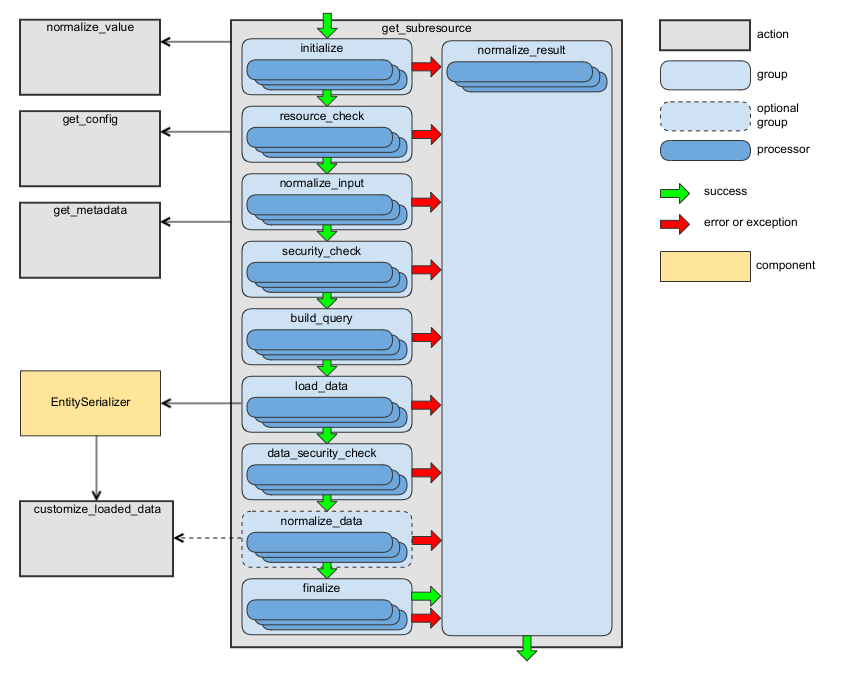 normalize_value
get_config
get_metadata
EntitySerializer
customize_loaded_data
get_subresource
initialize
resource_check
normalize_input
security_check
build_query
load_data
data_security_check
normalize_data
finalize
normalize_result
action
group
optional
group
processor
success
error or exception
component